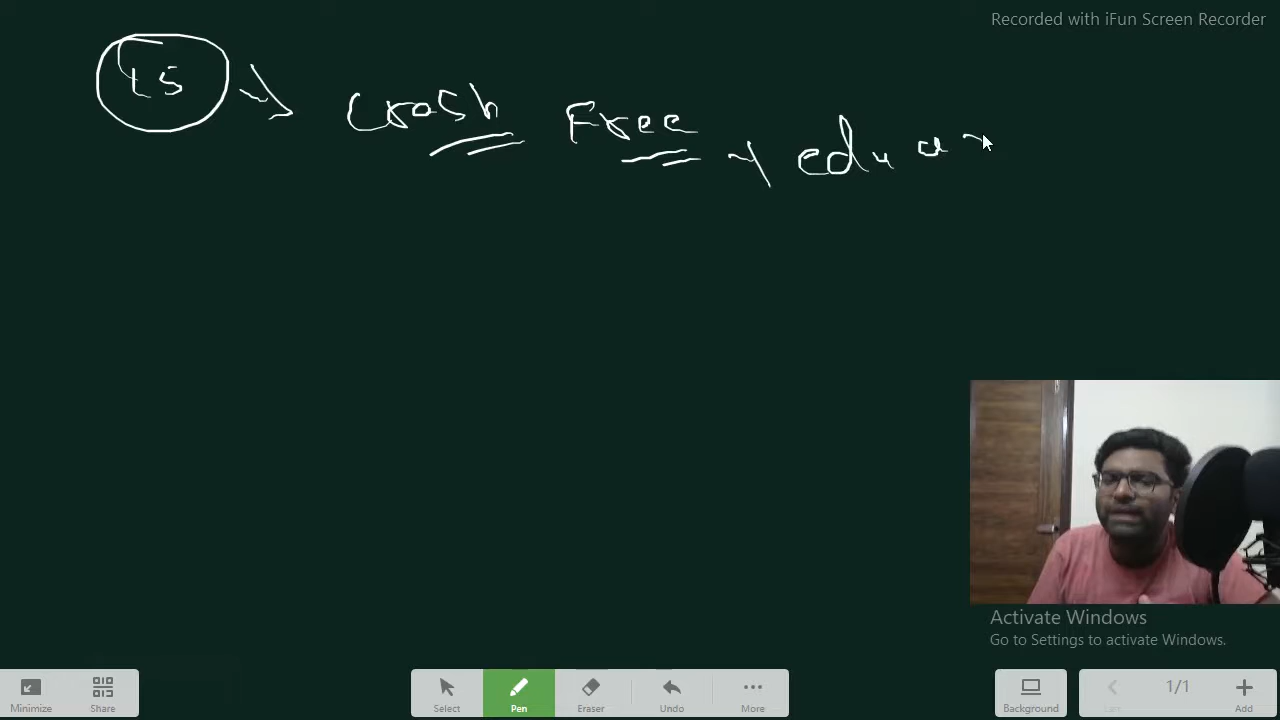 Recorded with iFun Screen Recorder
15 Crash Free edu
Activate Windows
Go to Settings to activate Windows.
Minimize Share Select Pen Eraser Undo More Background 1/1 Add